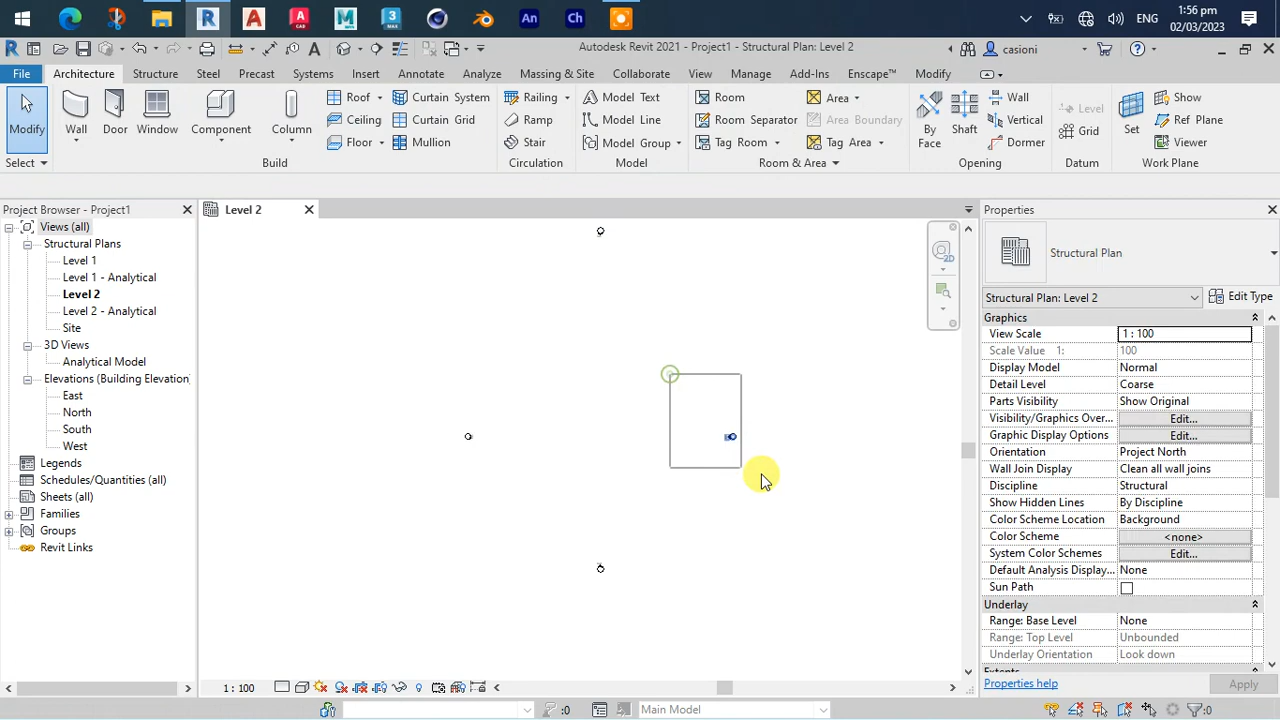 1:56 pm
ENG
02/03/2023
An
Ch
Autodesk Revit 2021 - Project1 - Structural Plan: Level 2
casioni
File
Architecture
Structure
Steel
Precast
Systems
Insert
Annotate
Analyze
Massing & Site
Collaborate
View
Manage
Add-Ins
Enscape™
Modify
Modify
Wall
Door
Window
Component
Column
Roof
Ceiling
Floor
Curtain System
Curtain Grid
Mullion
Railing
Ramp
Stair
Model Text
Model Line
Model Group
Room
Room Separator
Tag Room
Area
Area Boundary
Tag Area
By Face
Shaft
Wall
Vertical
Dormer
Level
Grid
Set
Show
Ref Plane
Viewer
Select
Build
Circulation
Model
Room & Area
Opening
Datum
Work Plane
Project Browser - Project1
Views (all)
Structural Plans
Level 1
Level 1 - Analytical
Level 2
Level 2 - Analytical
Site
3D Views
Analytical Model
Elevations (Building Elevation)
East
North
South
West
Legends
Schedules/Quantities (all)
Sheets (all)
Families
Groups
Revit Links
Level 2
2D
Properties
Structural Plan
Structural Plan: Level 2
Edit Type
Graphics
View Scale 1 : 100
Scale Value 1: 100
Display Model Normal
Detail Level Coarse
Parts Visibility Show Original
Visibility/Graphics Over... Edit...
Graphic Display Options Edit...
Orientation Project North
Wall Join Display Clean all wall joins
Discipline Structural
Show Hidden Lines By Discipline
Color Scheme Location Background
Color Scheme <none>
System Color Schemes Edit...
Default Analysis Display... None
Sun Path
Underlay
Range: Base Level None
Range: Top Level Unbounded
Underlay Orientation Look down
Properties help
Apply
1 : 100
:0
Main Model
:0